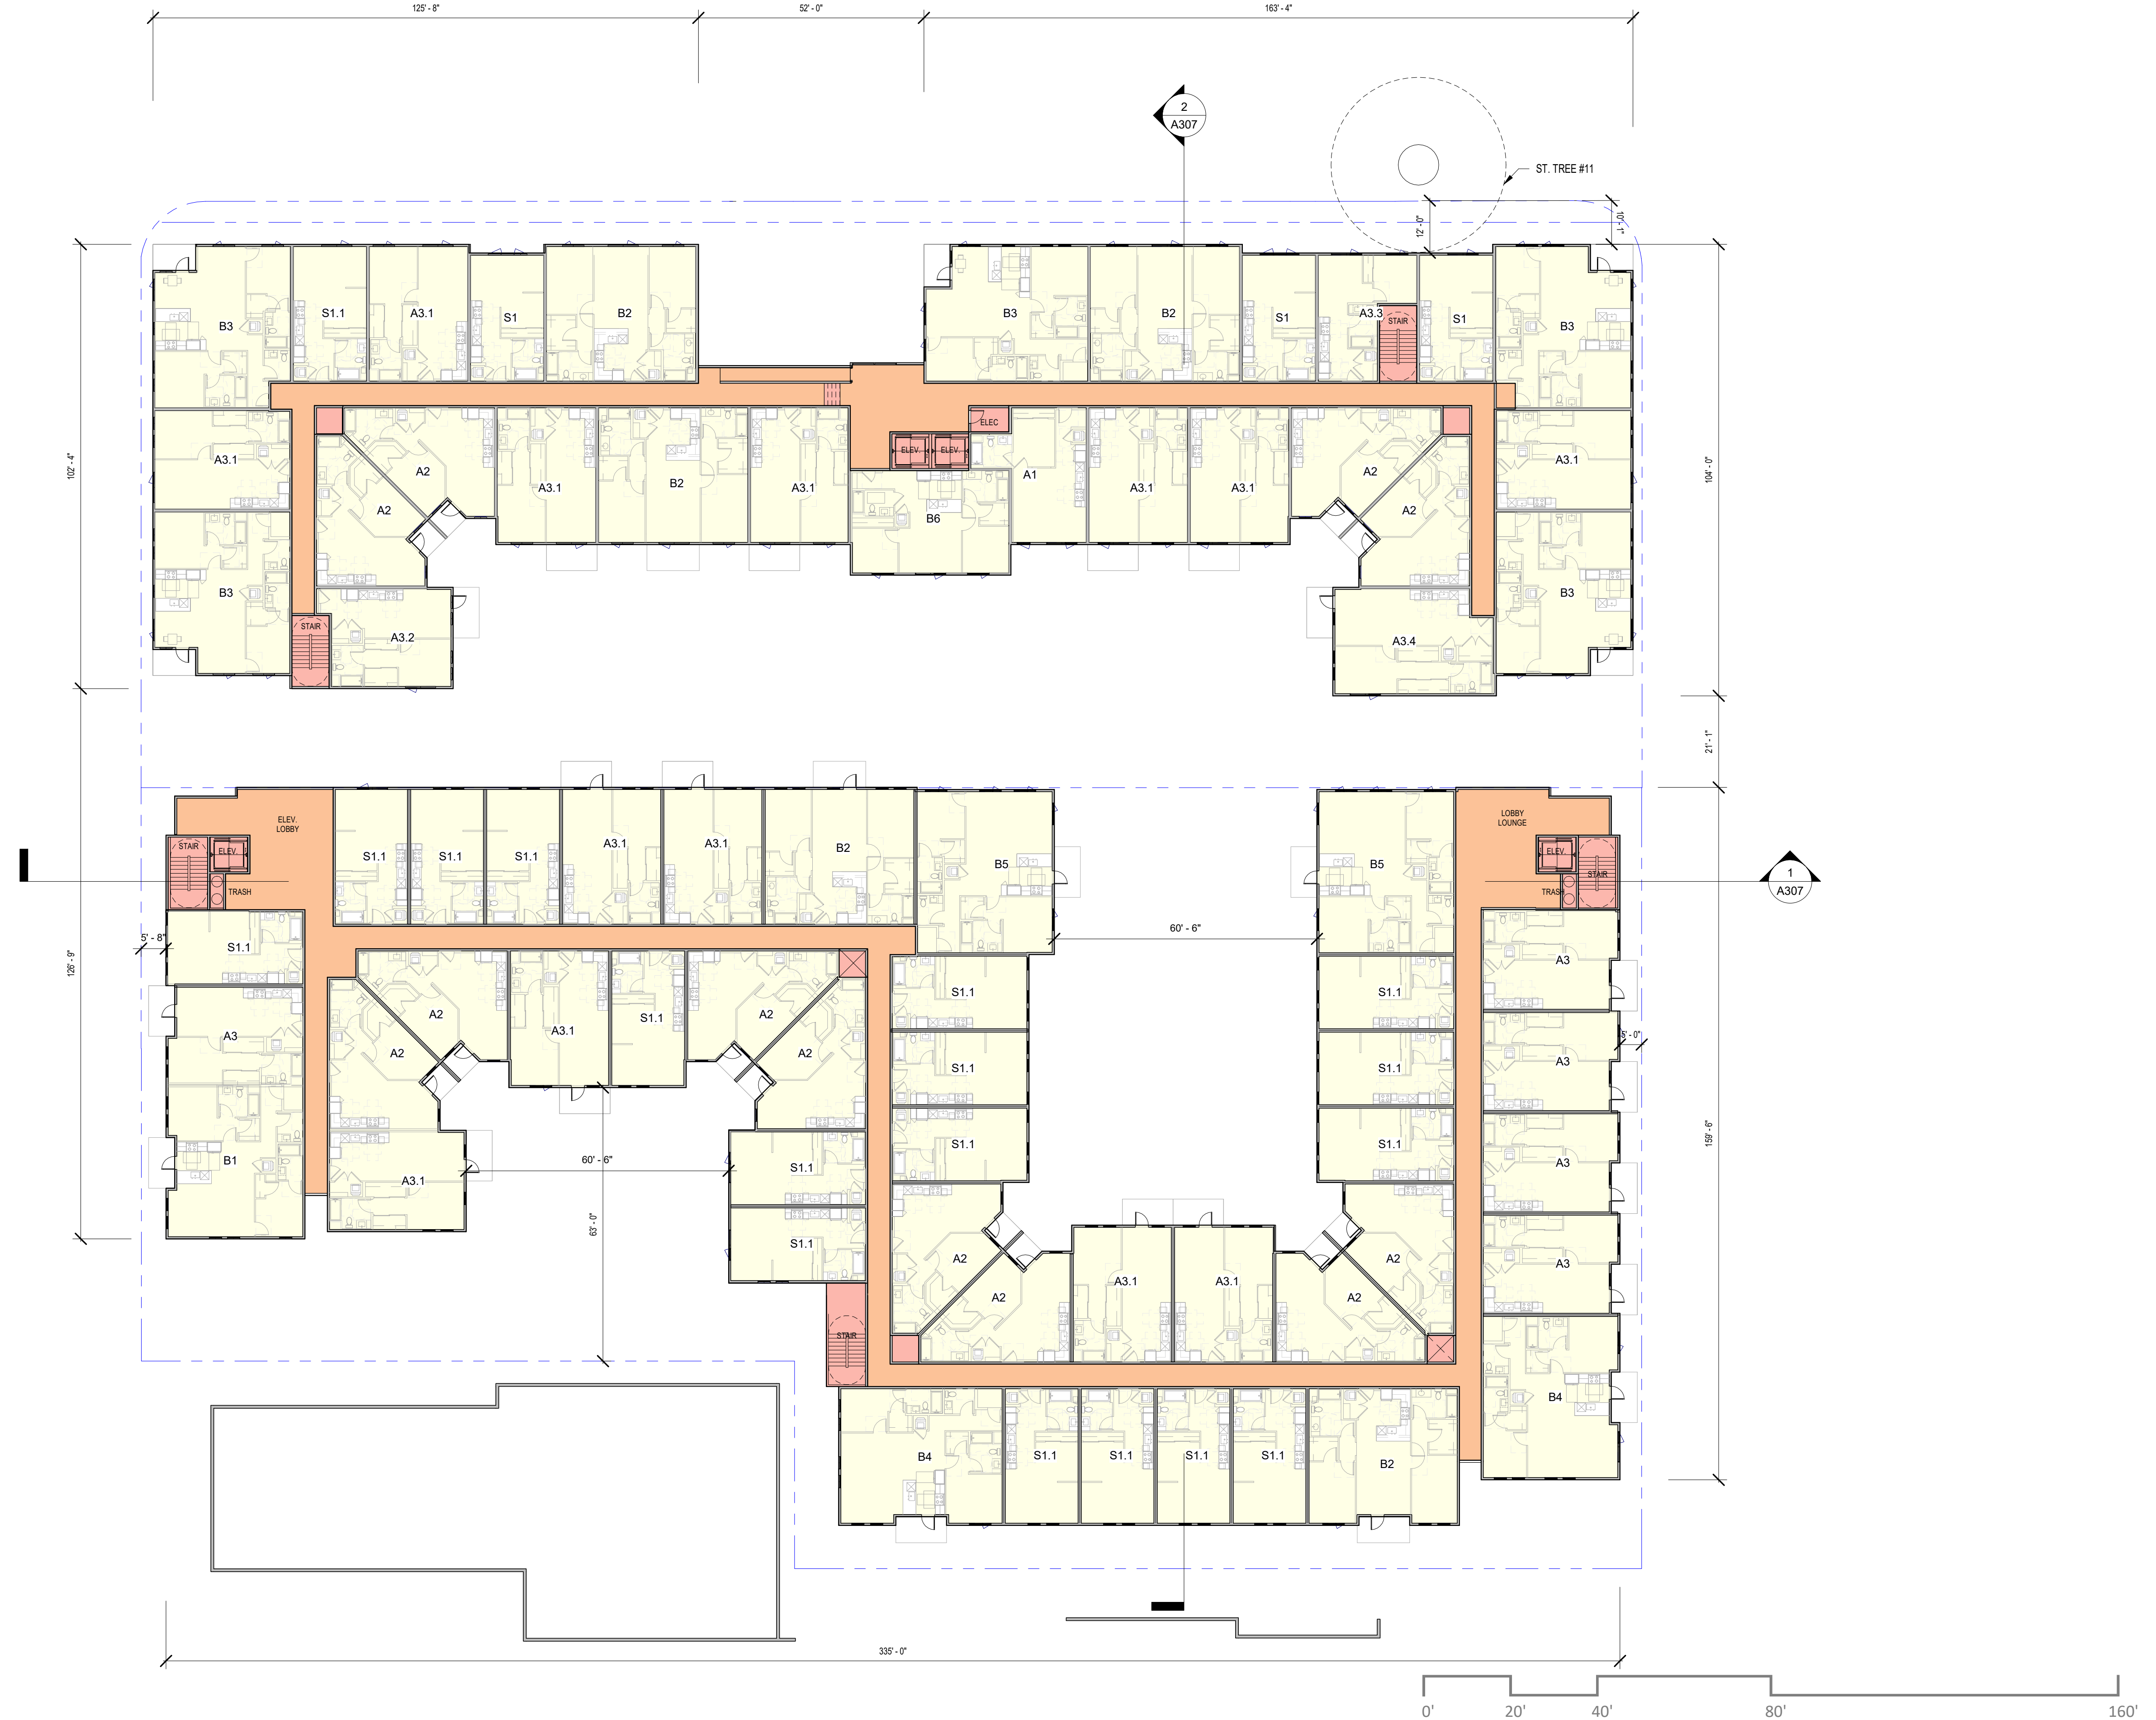 125' - 8"
52' - 0"
163' - 4"
2
A307
ST. TREE #11
12' - 0"
10' - 1"
B3
S1.1
A3.1
S1
B2
B3
B2
S1
A3.3
STAIR
S1
B3
102' - 4"
A3.1
A2
A2
A3.1
B2
A3.1
ELEV.
ELEV.
ELEC
A1
B6
A3.1
A3.1
A2
A2
A3.1
104' - 0"
B3
STAIR
A3.2
A3.4
B3
21' - 1"
ELEV.
LOBBY
STAIR
ELEV.
TRASH
S1.1
S1.1
S1.1
A3.1
A3.1
B2
B5
B5
LOBBY
LOUNGE
ELEV.
STAIR
TRASH
1
A307
5' - 8"
S1.1
60' - 6"
126' - 9"
A3
B1
A2
A2
A3.1
S1.1
A2
A2
S1.1
S1.1
S1.1
S1.1
S1.1
S1.1
A3
A3
A3
A3
5' - 0"
A3.1
60' - 6"
S1.1
S1.1
63' - 0"
159' - 6"
A2
A2
A3.1
A3.1
A2
A2
STAIR
B4
B4
S1.1
S1.1
S1.1
S1.1
B2
335' - 0"
0'
20'
40'
80'
160'